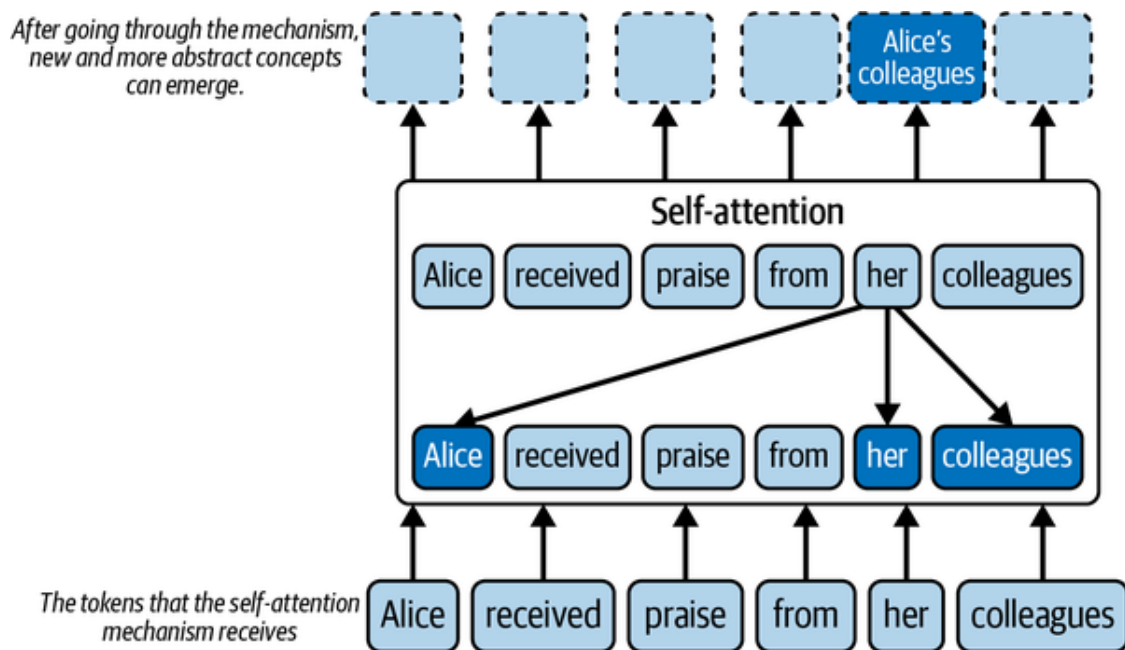 After going through the mechanism,
new and more abstract concepts
can emerge.
Alice's
colleagues
Self-attention
Alice received praise from her colleagues
Alice received praise from her colleagues
The tokens that the self-attention
mechanism receives
Alice received praise from her colleagues